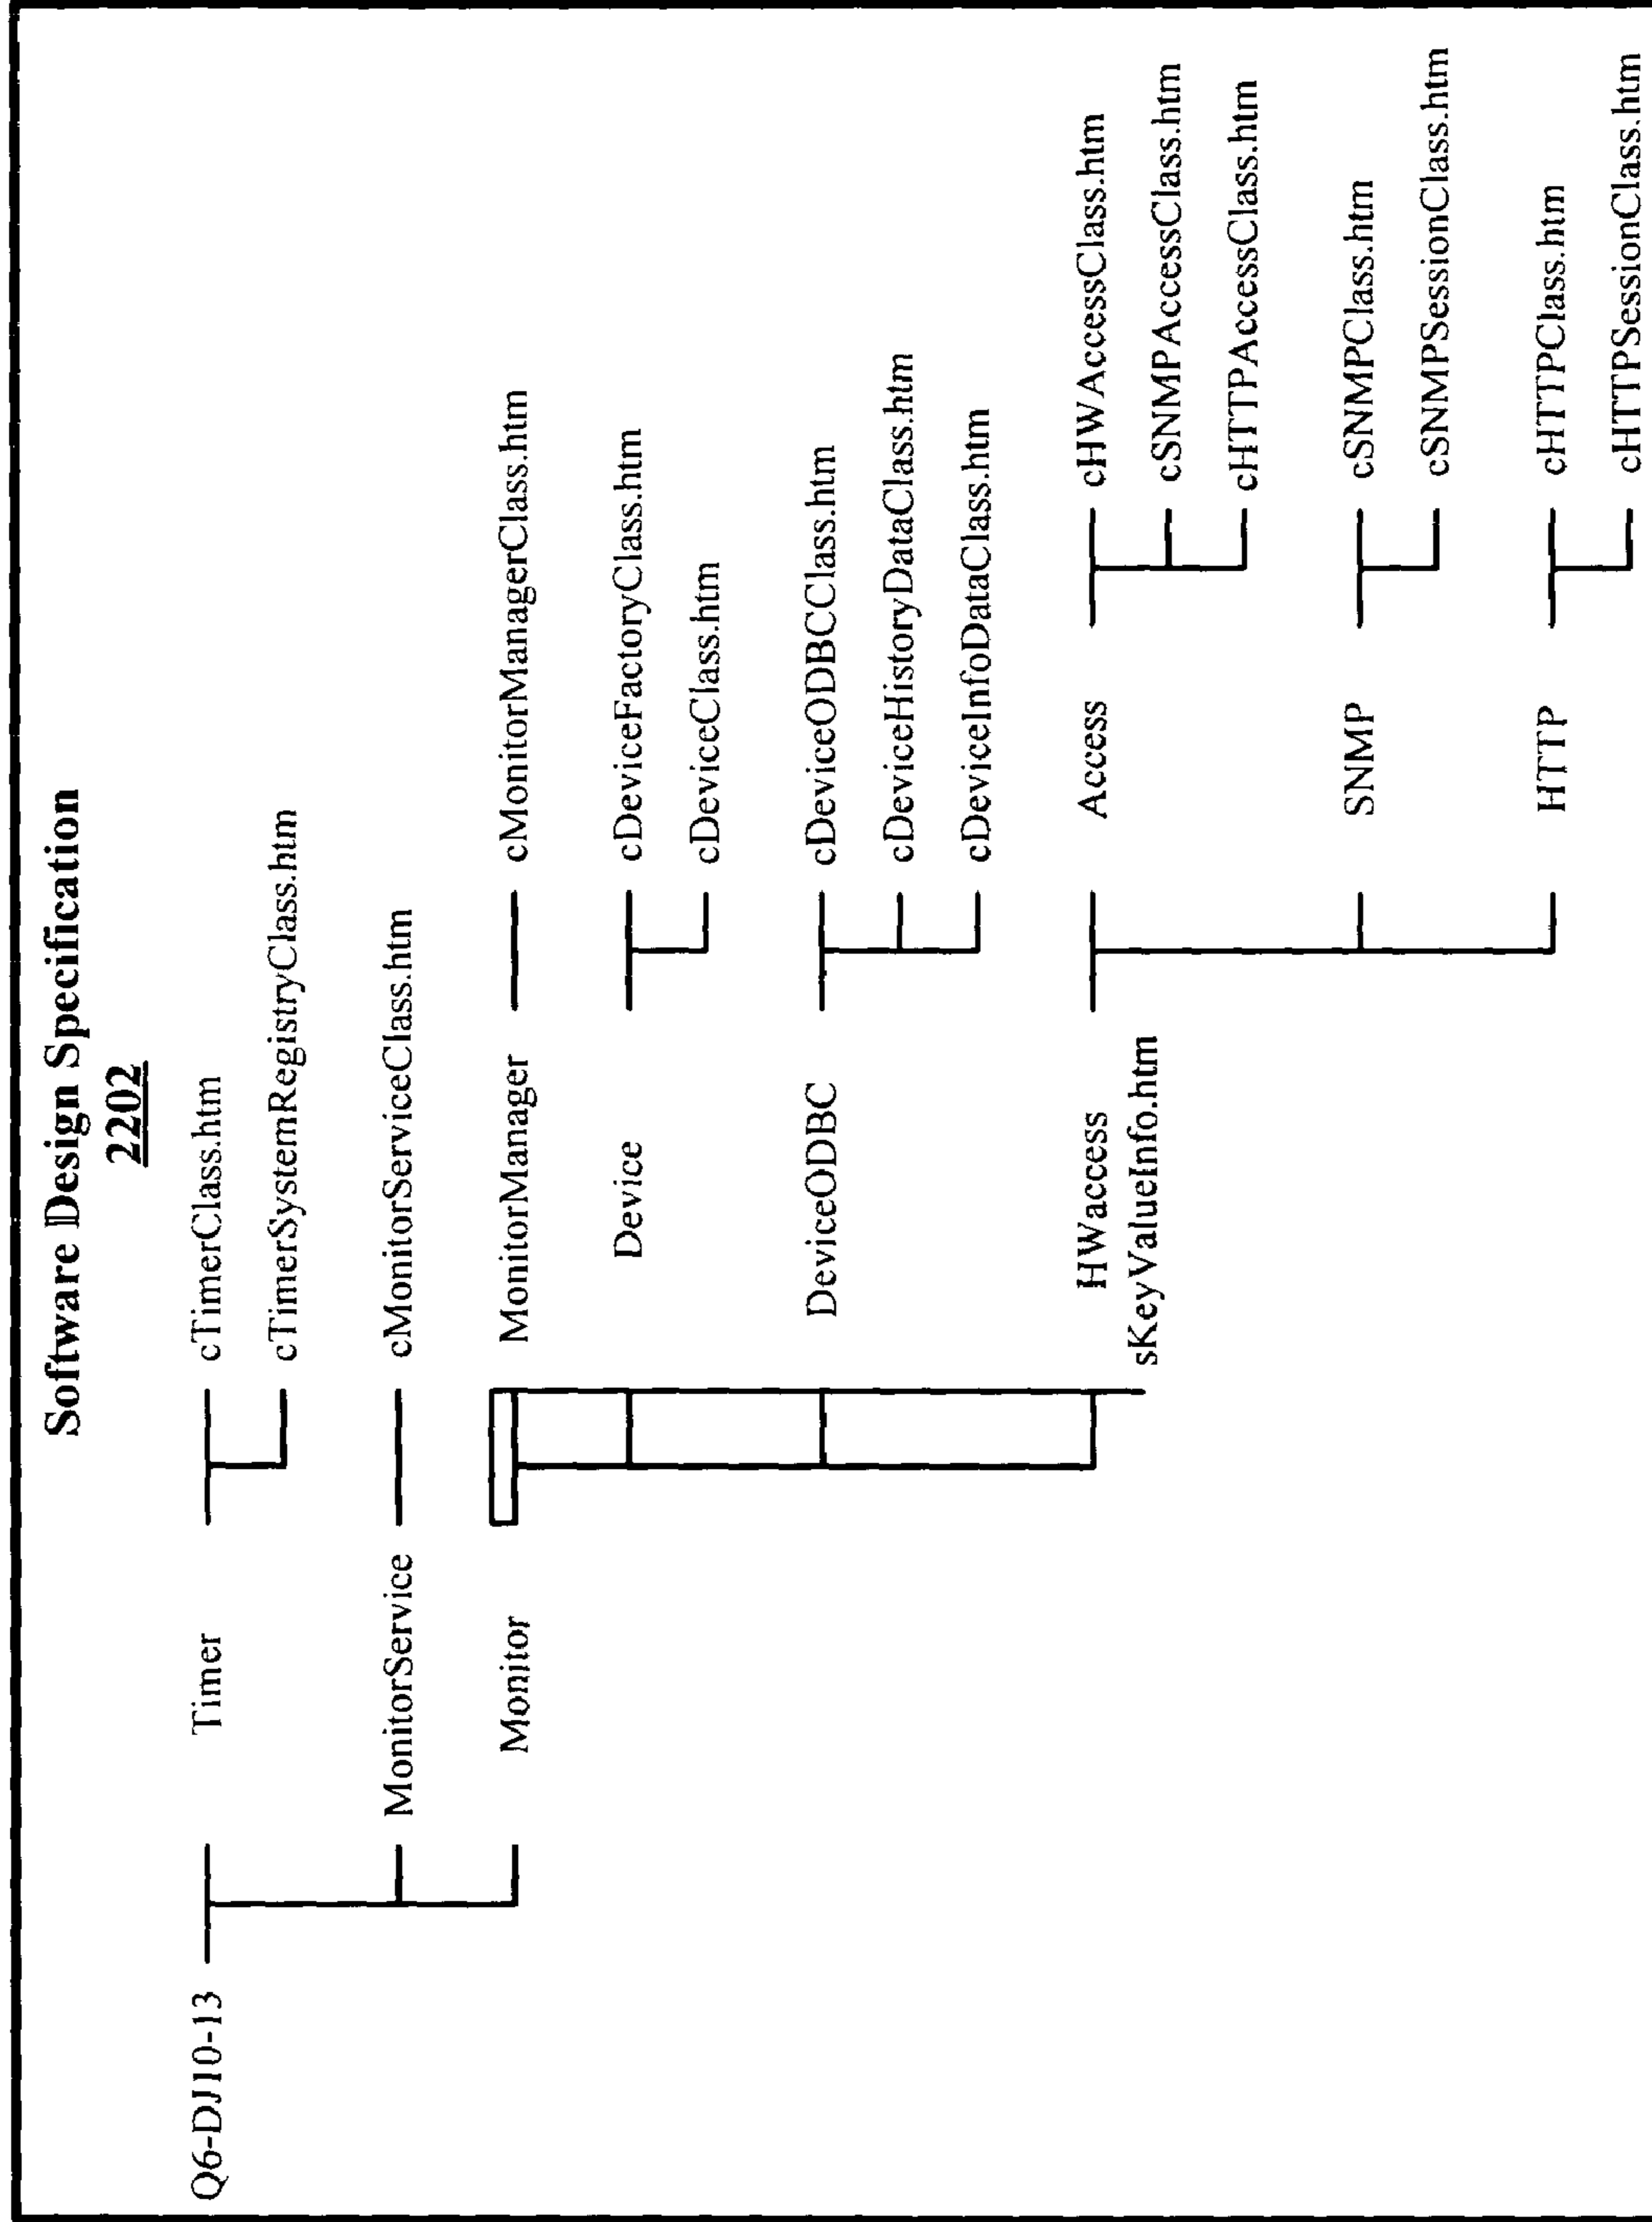 Software Design Specification
2202
Q6-DJ10-13
Timer
cTimerClass.htm
cTimerSystemRegistryClass.htm
MonitorService
cMonitorServiceClass.htm
Monitor
MonitorManager
cMonitorManagerClass.htm
Device
cDeviceFactoryClass.htm
cDeviceClass.htm
DeviceODBC
cDeviceODBCClass.htm
cDeviceHistoryDataClass.htm
cDeviceInfoDataClass.htm
HWaccess
sKeyValueInfo.htm
Access
cHWAccessClass.htm
cSNMPAccessClass.htm
cHTTPAccessClass.htm
SNMP
cSNMPClass.htm
cSNMPSessionClass.htm
HTTP
cHTTPClass.htm
cHTTPSessionClass.htm